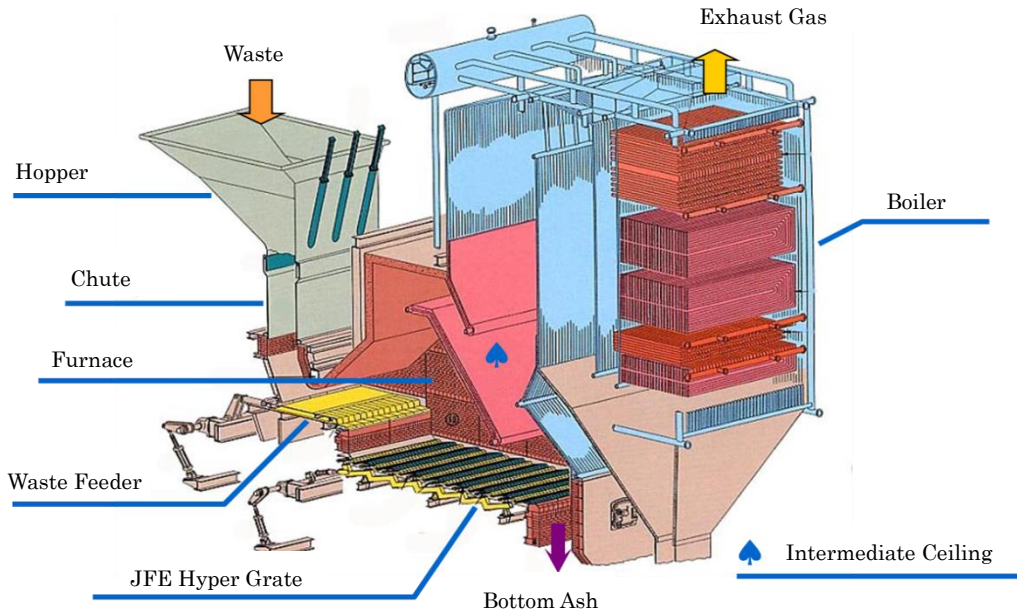 Exhaust Gas
Waste
Hopper
Boiler
Chute
Furnace
Waste Feeder
JFE Hyper Grate
Intermediate Ceiling
Bottom Ash